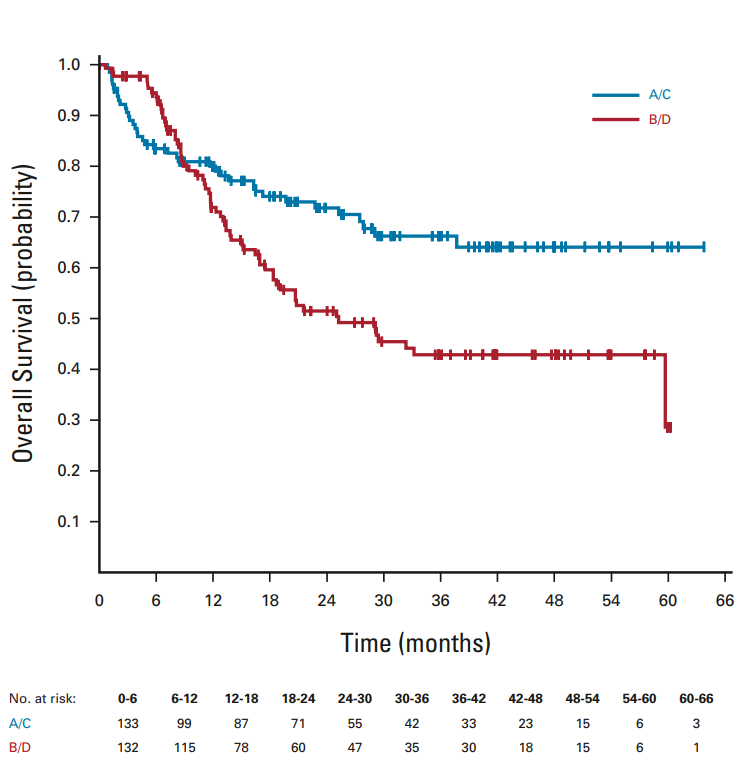 Overall Survival (probability)
1.0
0.9
0.8
0.7
0.6
0.5
0.4
0.3
0.2
0.1
A/C
B/D
0 6 12 18 24 30 36 42 48 54 60 66
Time (months)
No. at risk: 0-6 6-12 12-18 18-24 24-30 30-36 36-42 42-48 48-54 54-60 60-66
A/C 133 99 87 71 55 42 33 23 15 6 3
B/D 132 115 78 60 47 35 30 18 15 6 1